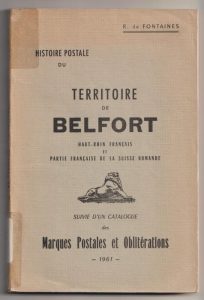 R. de FONTAINES
HISTOIRE POSTALE
DU
TERRITOIRE
DE
BELFORT
HAUT-RHIN FRANÇAIS
ET
PARTIE FRANÇAISE DE LA SUISSE ROMANDE
SUIVIE D'UN CATALOGUE
des
Marques Postales et Oblitérations
- 1961 -